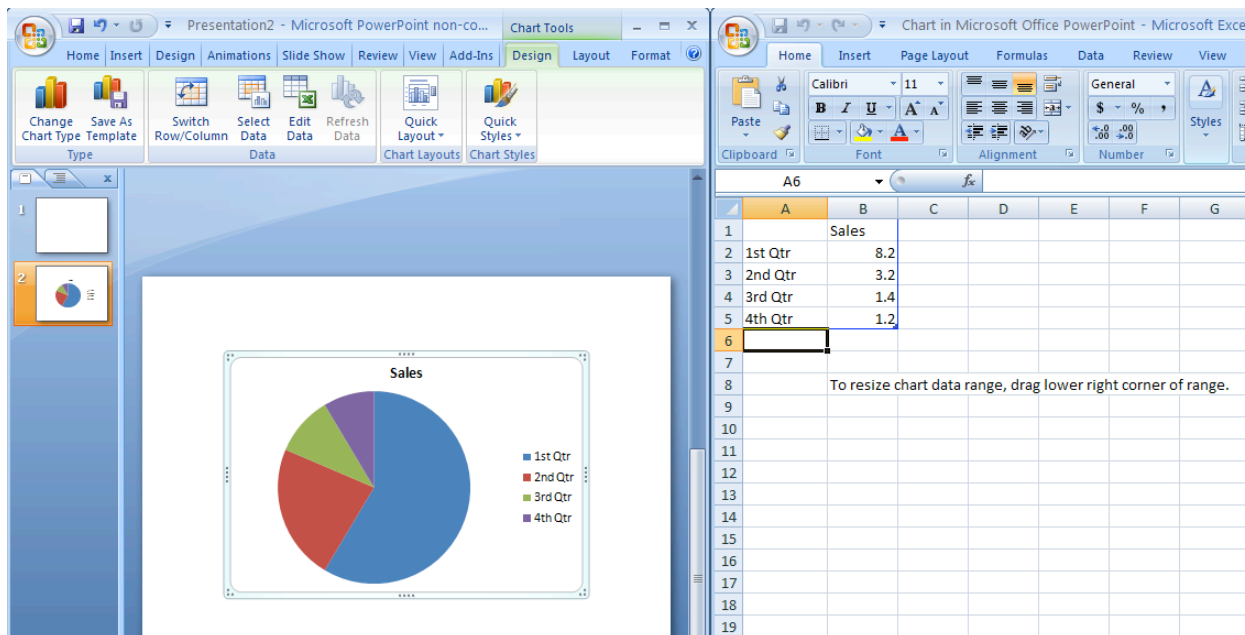 Presentation2 - Microsoft PowerPoint non-co... Chart Tools
Home Insert Design Animations Slide Show Review View Add-Ins Design Layout Format
Change Chart Type
Save As Template
Switch Row/Column
Select Data
Edit Data
Refresh Data
Quick Layout
Quick Styles
Type Data Chart Layouts Chart Styles
1
2
Sales
1st Qtr
2nd Qtr
3rd Qtr
4th Qtr
Chart in Microsoft Office PowerPoint - Microsoft Exce
Home Insert Page Layout Formulas Data Review View
Paste
Calibri 11
B I U A A
A
General
$ % ,
.00 .00
Styles
Clipboard Font Alignment Number
A6 fx
A B C D E F G
1 Sales
2 1st Qtr 8.2
3 2nd Qtr 3.2
4 3rd Qtr 1.4
5 4th Qtr 1.2
6
7
8 To resize chart data range, drag lower right corner of range.
9
10
11
12
13
14
15
16
17
18
19